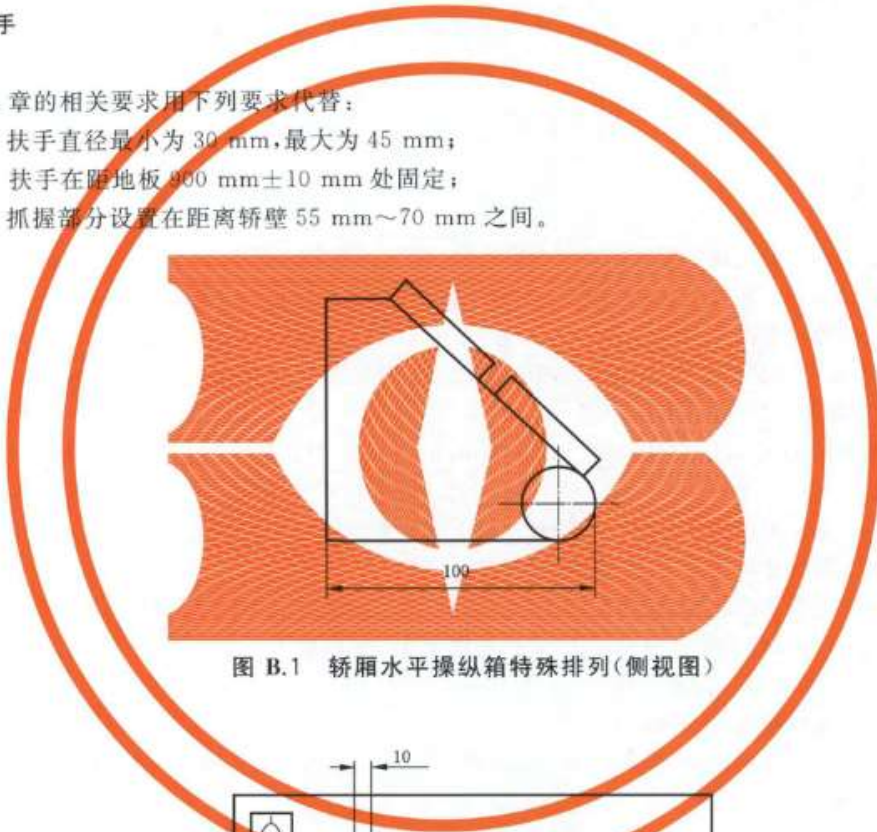 手
章的相关要求用下列要求代替：
扶手直径最小为 30 mm,最大为 45 mm；
扶手在距地板 900 mm±10 mm 处固定；
抓握部分设置在距离轿壁 55 mm～70 mm 之间。
100
图 B.1 轿厢水平操纵箱特殊排列(侧视图)
10